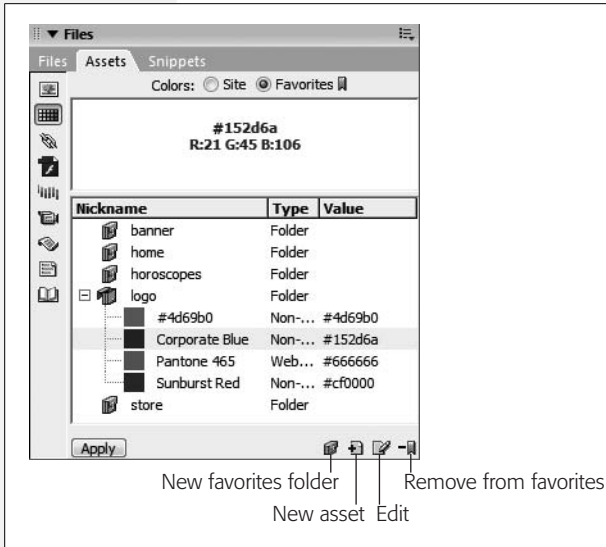 Files
Files Assets Snippets
Colors: Site Favorites
#152d6a
R:21 G:45 B:106
Nickname Type Value
banner Folder
home Folder
horoscopes Folder
logo Folder
#4d69b0 Non-... #4d69b0
Corporate Blue Non-... #152d6a
Pantone 465 Web... #666666
Sunburst Red Non-... #cf0000
store Folder
Apply
New favorites folder Remove from favorites
New asset Edit